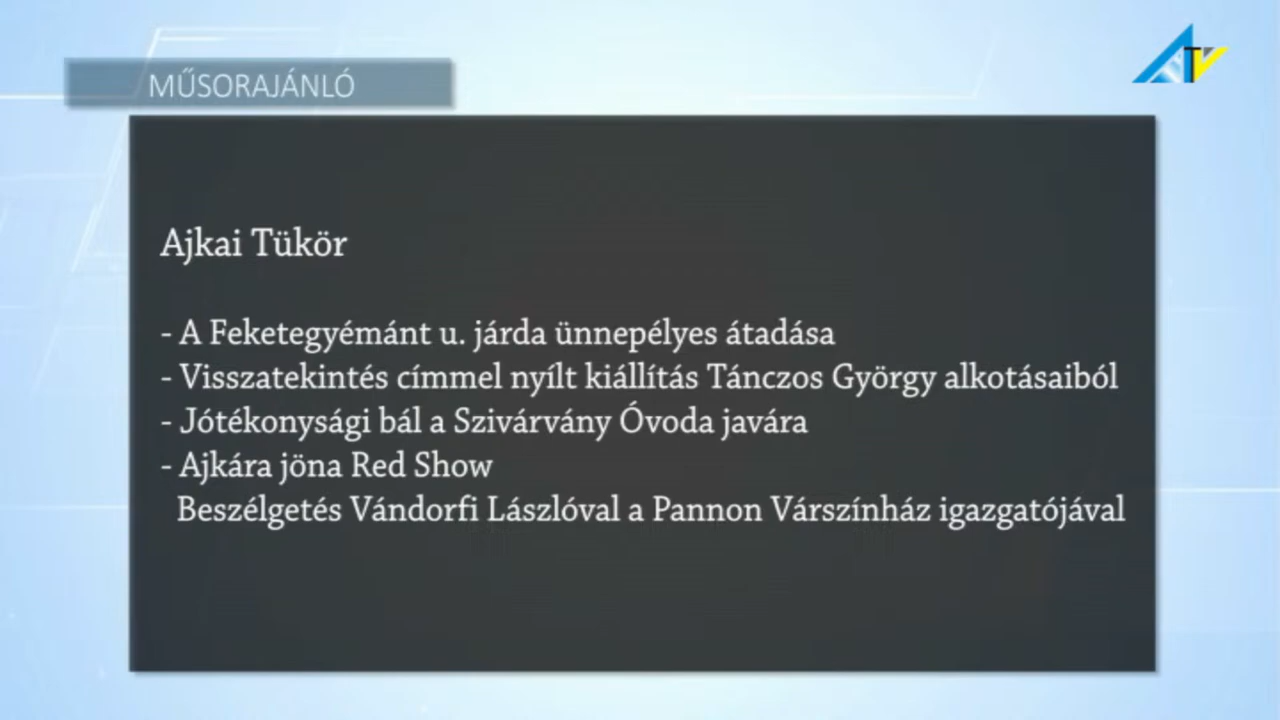 MŰSORAJÁNLÓ
ATV
Ajkai Tükör
- A Feketegyémánt u. járda ünnepélyes átadása
- Visszatekintés címmel nyílt kiállítás Tánczos György alkotásaiból
- Jótékonysági bál a Szivárvány Óvoda javára
- Ajkára jöna Red Show
Beszélgetés Vándorfi Lászlóval a Pannon Várszínház igazgatójával